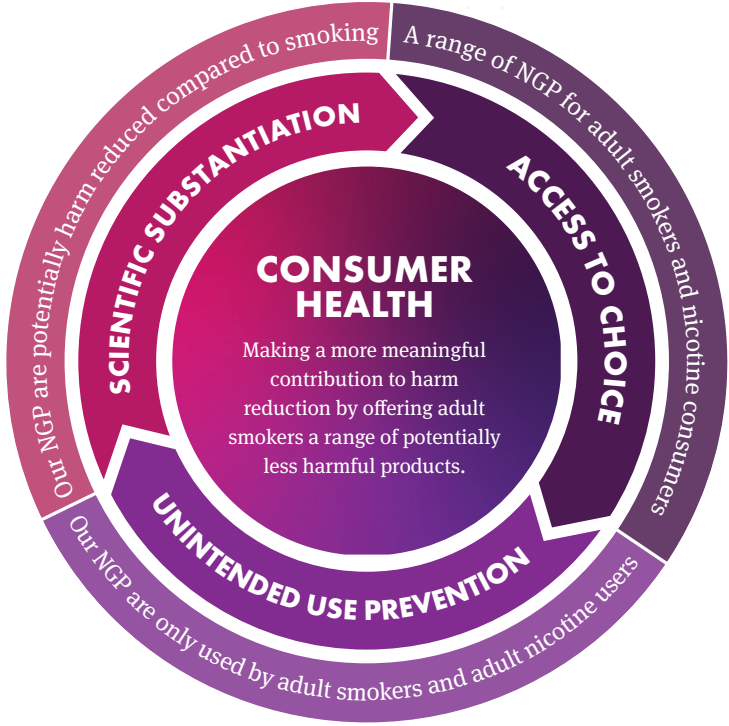 CONSUMER
HEALTH
Making a more meaningful
contribution to harm
reduction by offering adult
smokers a range of potentially
less harmful products.
SCIENTIFIC SUBSTANTIATION
Our NGP are potentially harm reduced compared to smoking
ACCESS TO CHOICE
A range of NGP for adult smokers and nicotine consumers
UNINTENDED USE PREVENTION
Our NGP are only used by adult smokers and adult nicotine users